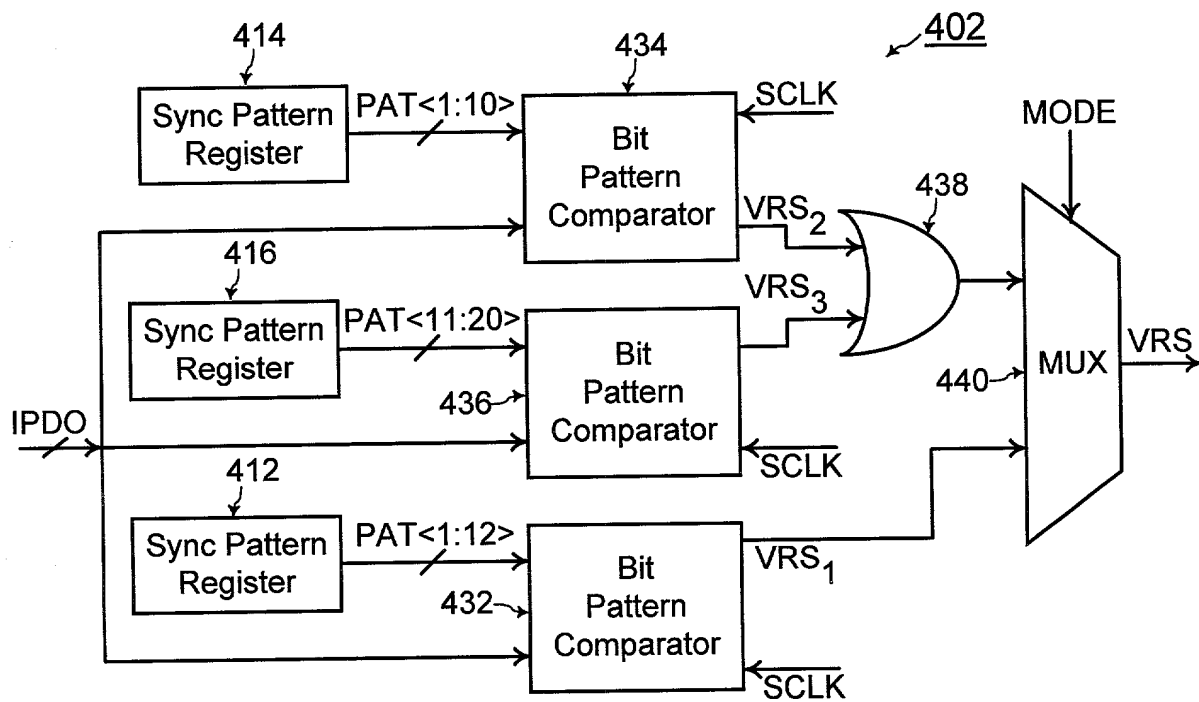 402
414
434
SCLK
MODE
Sync Pattern
Register
PAT<1:10>
Bit
Pattern
Comparator
VRS2
438
416
Sync Pattern
Register
PAT<11:20>
VRS3
Bit
Pattern
Comparator
436
440
MUX
VRS
IPDO
SCLK
412
Sync Pattern
Register
PAT<1:12>
Bit
Pattern
Comparator
VRS1
432
SCLK